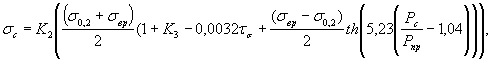 σ_c = K_2 ( (σ_{0,2} + σ_{вр}) / 2 (1 + K_3 − 0,0032τ_σ + (σ_{вр} − σ_{0,2}) / 2 th ( 5,23 ( P_c / P_{пр} − 1,04 ) ) ) ),